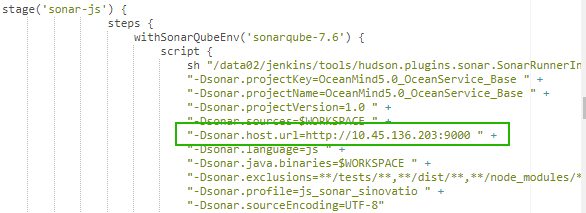 stage('sonar-js') {
steps {
withSonarQubeEnv('sonarqube-7.6') {
script {
sh "/data02/jenkins/tools/hudson.plugins.sonar.SonarRunnerIn
"-Dsonar.projectKey=OceanMind5.0_OceanService_Base " +
"-Dsonar.projectName=OceanMind5.0_OceanService_Base " +
"-Dsonar.projectVersion=1.0 " +
"-Dsonar.sources=$WORKSPACE " +
"-Dsonar.host.url=http://10.45.136.203:9000 " +
"-Dsonar.language=js " +
"-Dsonar.java.binaries=$WORKSPACE " +
"-Dsonar.exclusions=**/tests/**,**/dist/**,**/node_modules/*
"-Dsonar.profile=js_sonar_sinovatio " +
"-Dsonar.sourceEncoding=UTF-8"